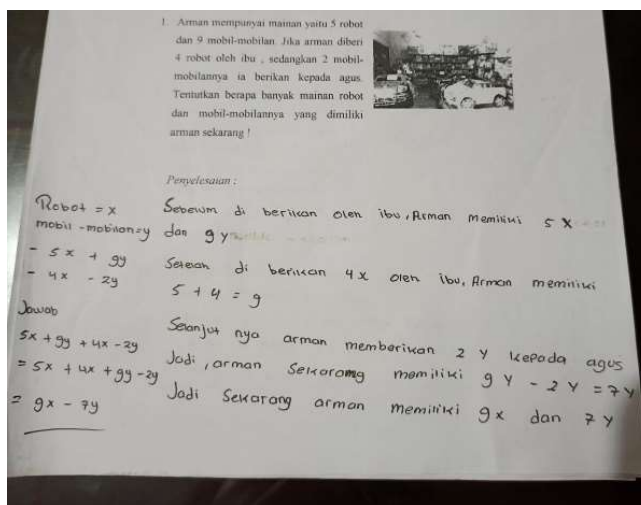 1. Arman mempunyai mainan yaitu 5 robot
dan 9 mobil-mobilan. Jika arman diberi
4 robot oleh ibu , sedangkan 2 mobil-
mobilannya ia berikan kepada agus.
Tentutkan berapa banyak mainan robot
dan mobil-mobilannya yang dimiliki
arman sekarang !
Penyelesaian :
Robot = x
mobil-mobilan=y
- 5x + 9y
- 4x - 2y
Jawab
5x + 9y + 4x - 2y
= 5x + 4x + 9y - 2y
= 9x - 7y
Sebelum di berikan oleh ibu, Arman memiliki 5 x
dan 9 y
Setelah di berikan 4x oleh ibu, Arman memiliki
5 + 4 = 9
Selanjut nya arman memberikan 2 y kepada agus
Jadi, arman Sekarang memiliki 9 y - 2 y = 7y
Jadi Sekarang arman memiliki 9x dan 7 y